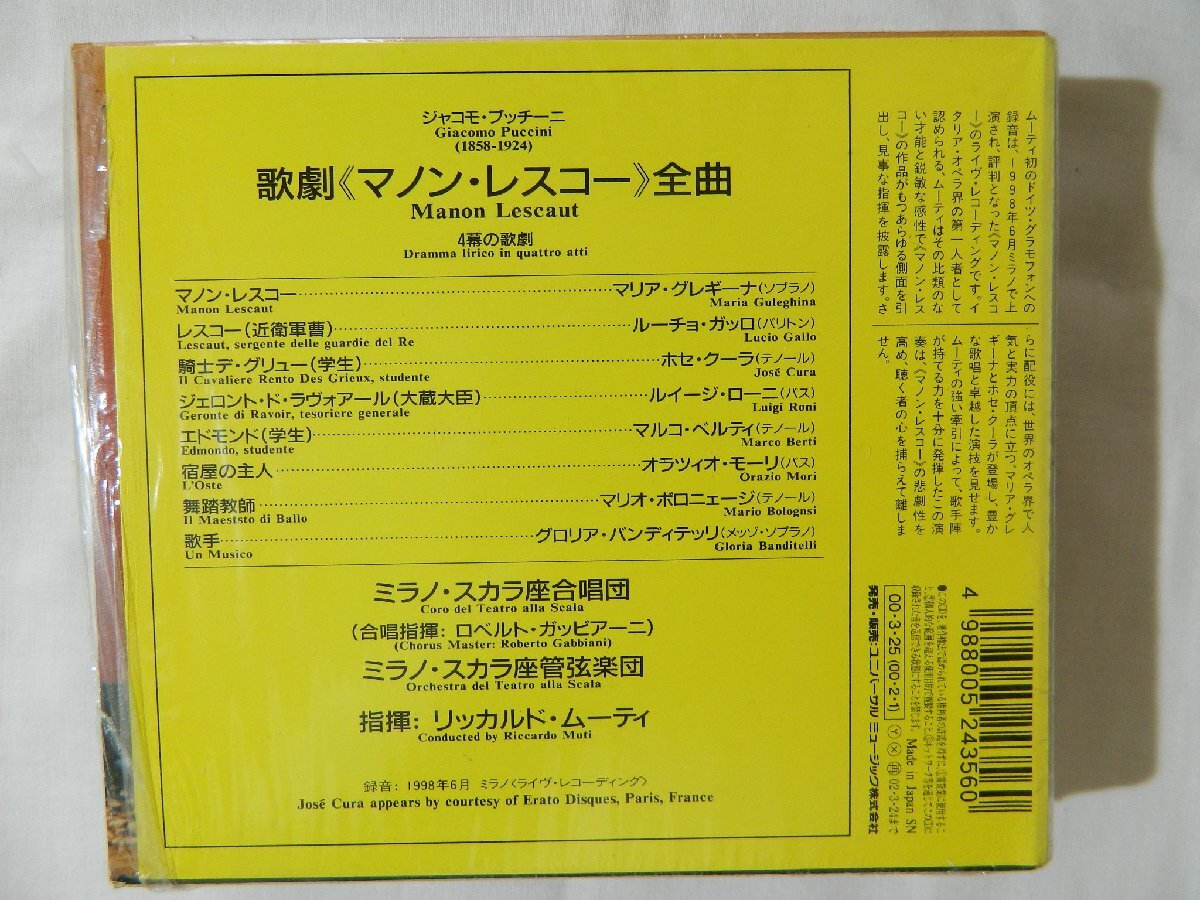 ジャコモ・プッチーニ
Giacomo Puccini
(1858-1924)
歌劇《マノン・レスコー》全曲
Manon Lescaut
4幕の歌劇
Dramma lirico in quattro atti
マノン・レスコー……マリア・グレギーナ(ソプラノ)
Manon Lescaut Maria Guleghina
レスコー(近衛軍曹)……ルーチョ・ガッロ(バリトン)
Lescaut, sergente delle guardie del Re Lucio Gallo
騎士デ・グリュー(学生)……ホセ・クーラ(テノール)
Il Cavaliere Rento Des Grieux, studente José Cura
ジェロント・ド・ラヴォアール(大蔵大臣)……ルイージ・ローニ(バス)
Geronte di Ravoir, tesoriere generale Luigi Roni
エドモンド(学生)……マルコ・ベルティ(テノール)
Edmondo, studente Marco Berti
宿屋の主人……オラツィオ・モーリ(バス)
L'Oste Orazio Mori
舞踏教師……マリオ・ボロニェージ(テノール)
Il Maeststo di Ballo Mario Bolognsi
歌手……グロリア・バンディテッリ(メッゾ・ソプラノ)
Un Musico Gloria Banditelli
ミラノ・スカラ座合唱団
Coro del Teatro alla Scala
(合唱指揮: ロベルト・ガッビアーニ)
(Chorus Master: Roberto Gabbiani)
ミラノ・スカラ座管弦楽団
Orchestra del Teatro alla Scala
指揮: リッカルド・ムーティ
Conducted by Riccardo Muti
録音: 1998年6月 ミラノ〈ライヴ・レコーディング〉
José Cura appears by courtesy of Erato Disques, Paris, France
ムーティ初のドイツ・グラモフォンへの
録音は、1998年6月ミラノで上
演され、評判となった《マノン・レスコ
ー》のライヴ・レコーディングです。イ
タリア・オペラ界の第一人者として
認められる、ムーティはその比類のな
い才能と鋭敏な感性で《マノン・レス
コー》の作品がもつあらゆる側面を引
出し、見事な指揮を披露します。さ
らに配役には、世界のオペラ界で人
気と実力の頂点に立つ、マリア・グレ
ギーナとホセ・クーラが登場し、豊か
な歌唱と卓越した演技を見せます。
ムーティの強い牽引によって、歌手陣
が持てる力を十分に発揮したこの演
奏は、《マノン・レスコー》の悲劇性を
高め、聴く者の心を捕らえて離しま
せん。
4 988005 243560
00・3・25 (00・2・1) Ⓨ Ⓧ 02・3・24まで
Made in Japan SN
発売・販売元:ユニバーサル ミュージック株式会社